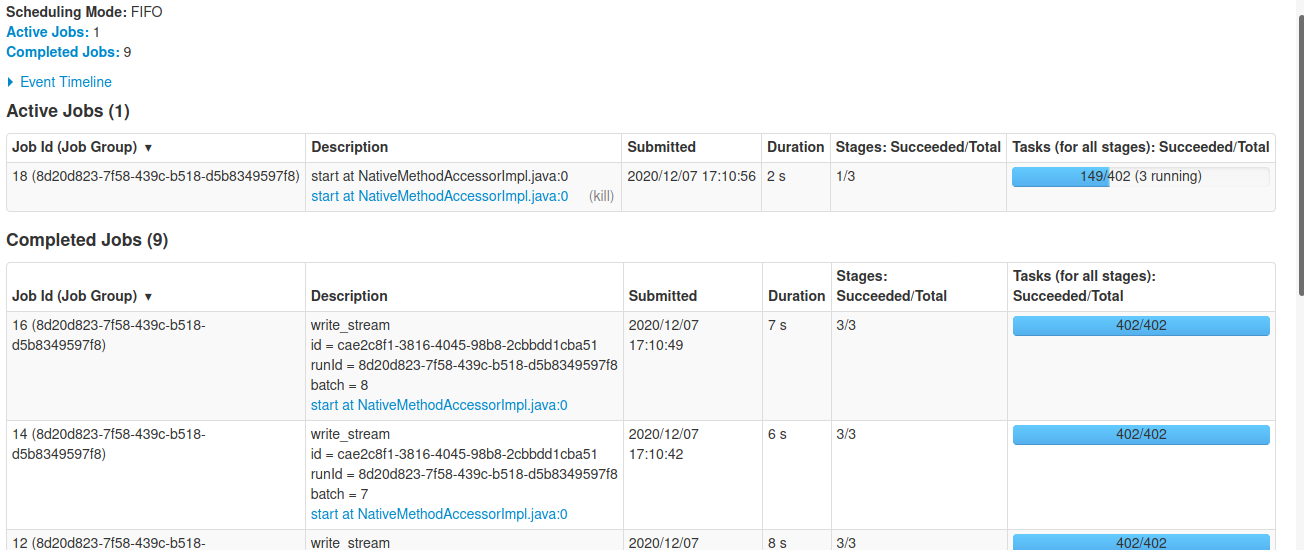 Scheduling Mode: FIFO
Active Jobs: 1
Completed Jobs: 9
Event Timeline
Active Jobs (1)
Job Id (Job Group) ▾ Description Submitted Duration Stages: Succeeded/Total Tasks (for all stages): Succeeded/Total
18 (8d20d823-7f58-439c-b518-d5b8349597f8) start at NativeMethodAccessorImpl.java:0 2020/12/07 17:10:56 2 s 1/3 149/402 (3 running)
start at NativeMethodAccessorImpl.java:0 (kill)
Completed Jobs (9)
Stages: Tasks (for all stages):
Job Id (Job Group) ▾ Description Submitted Duration Succeeded/Total Succeeded/Total
16 (8d20d823-7f58-439c-b518- write_stream 2020/12/07 7 s 3/3 402/402
d5b8349597f8) id = cae2c8f1-3816-4045-98b8-2cbbdd1cba51 17:10:49
runId = 8d20d823-7f58-439c-b518-d5b8349597f8
batch = 8
start at NativeMethodAccessorImpl.java:0
14 (8d20d823-7f58-439c-b518- write_stream 2020/12/07 6 s 3/3 402/402
d5b8349597f8) id = cae2c8f1-3816-4045-98b8-2cbbdd1cba51 17:10:42
runId = 8d20d823-7f58-439c-b518-d5b8349597f8
batch = 7
start at NativeMethodAccessorImpl.java:0
12 (8d20d823-7f58-439c-b518- write_stream 2020/12/07 8 s 3/3 402/402